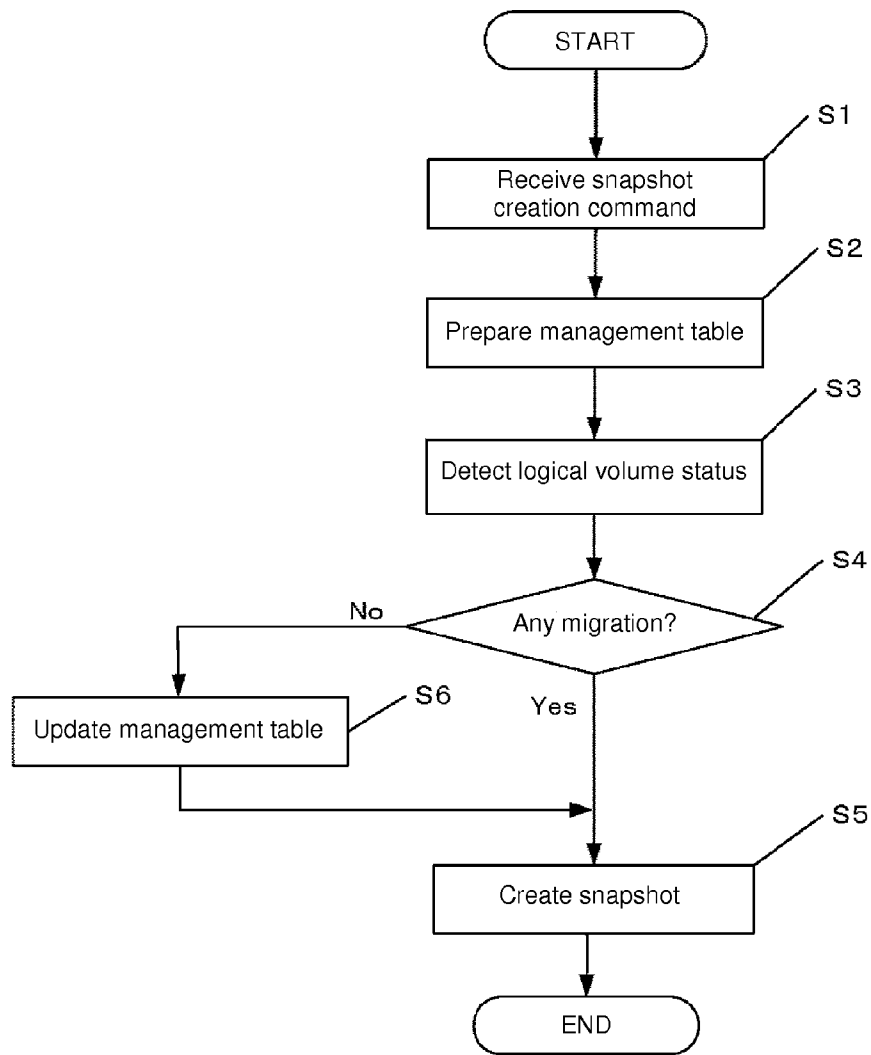 START
S1
Receive snapshot
creation command
S2
Prepare management table
S3
Detect logical volume status
S4
Any migration?
No
Yes
S6
Update management table
S5
Create snapshot
END